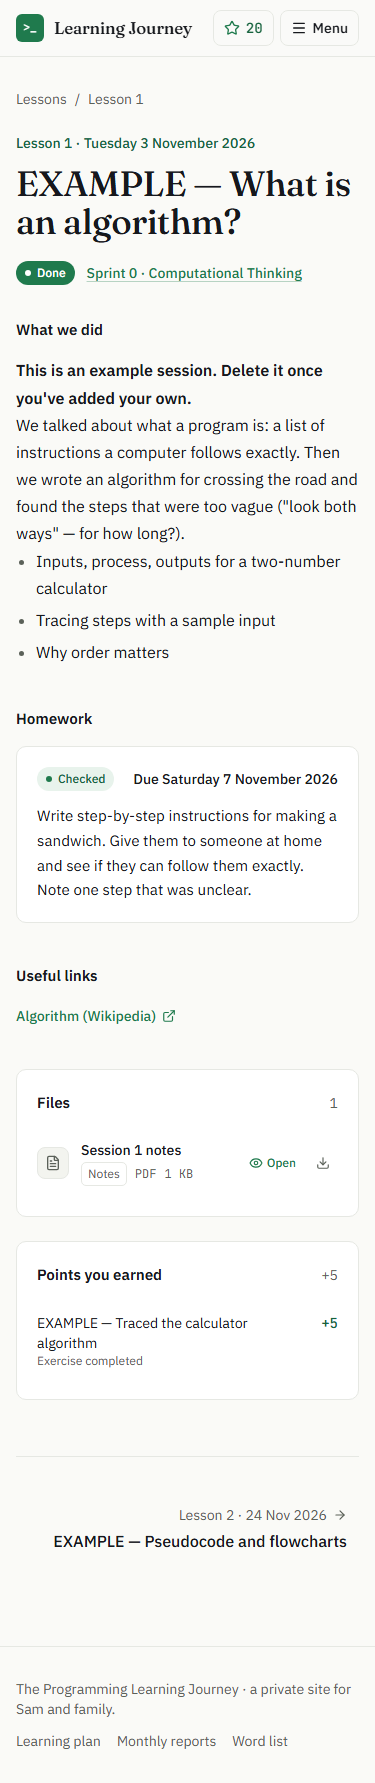 >_ Learning Journey 20 Menu
Lessons / Lesson 1
Lesson 1 · Tuesday 3 November 2026
EXAMPLE — What is
an algorithm?
Done Sprint 0 · Computational Thinking
What we did
This is an example session. Delete it once
you've added your own.
We talked about what a program is: a list of
instructions a computer follows exactly. Then
we wrote an algorithm for crossing the road and
found the steps that were too vague ("look both
ways" — for how long?).
• Inputs, process, outputs for a two-number
calculator
• Tracing steps with a sample input
• Why order matters
Homework
Checked Due Saturday 7 November 2026
Write step-by-step instructions for making a
sandwich. Give them to someone at home
and see if they can follow them exactly.
Note one step that was unclear.
Useful links
Algorithm (Wikipedia)
Files 1
Session 1 notes
Notes PDF 1 KB Open
Points you earned +5
EXAMPLE — Traced the calculator +5
algorithm
Exercise completed
Lesson 2 · 24 Nov 2026 →
EXAMPLE — Pseudocode and flowcharts
The Programming Learning Journey · a private site for
Sam and family.
Learning plan Monthly reports Word list